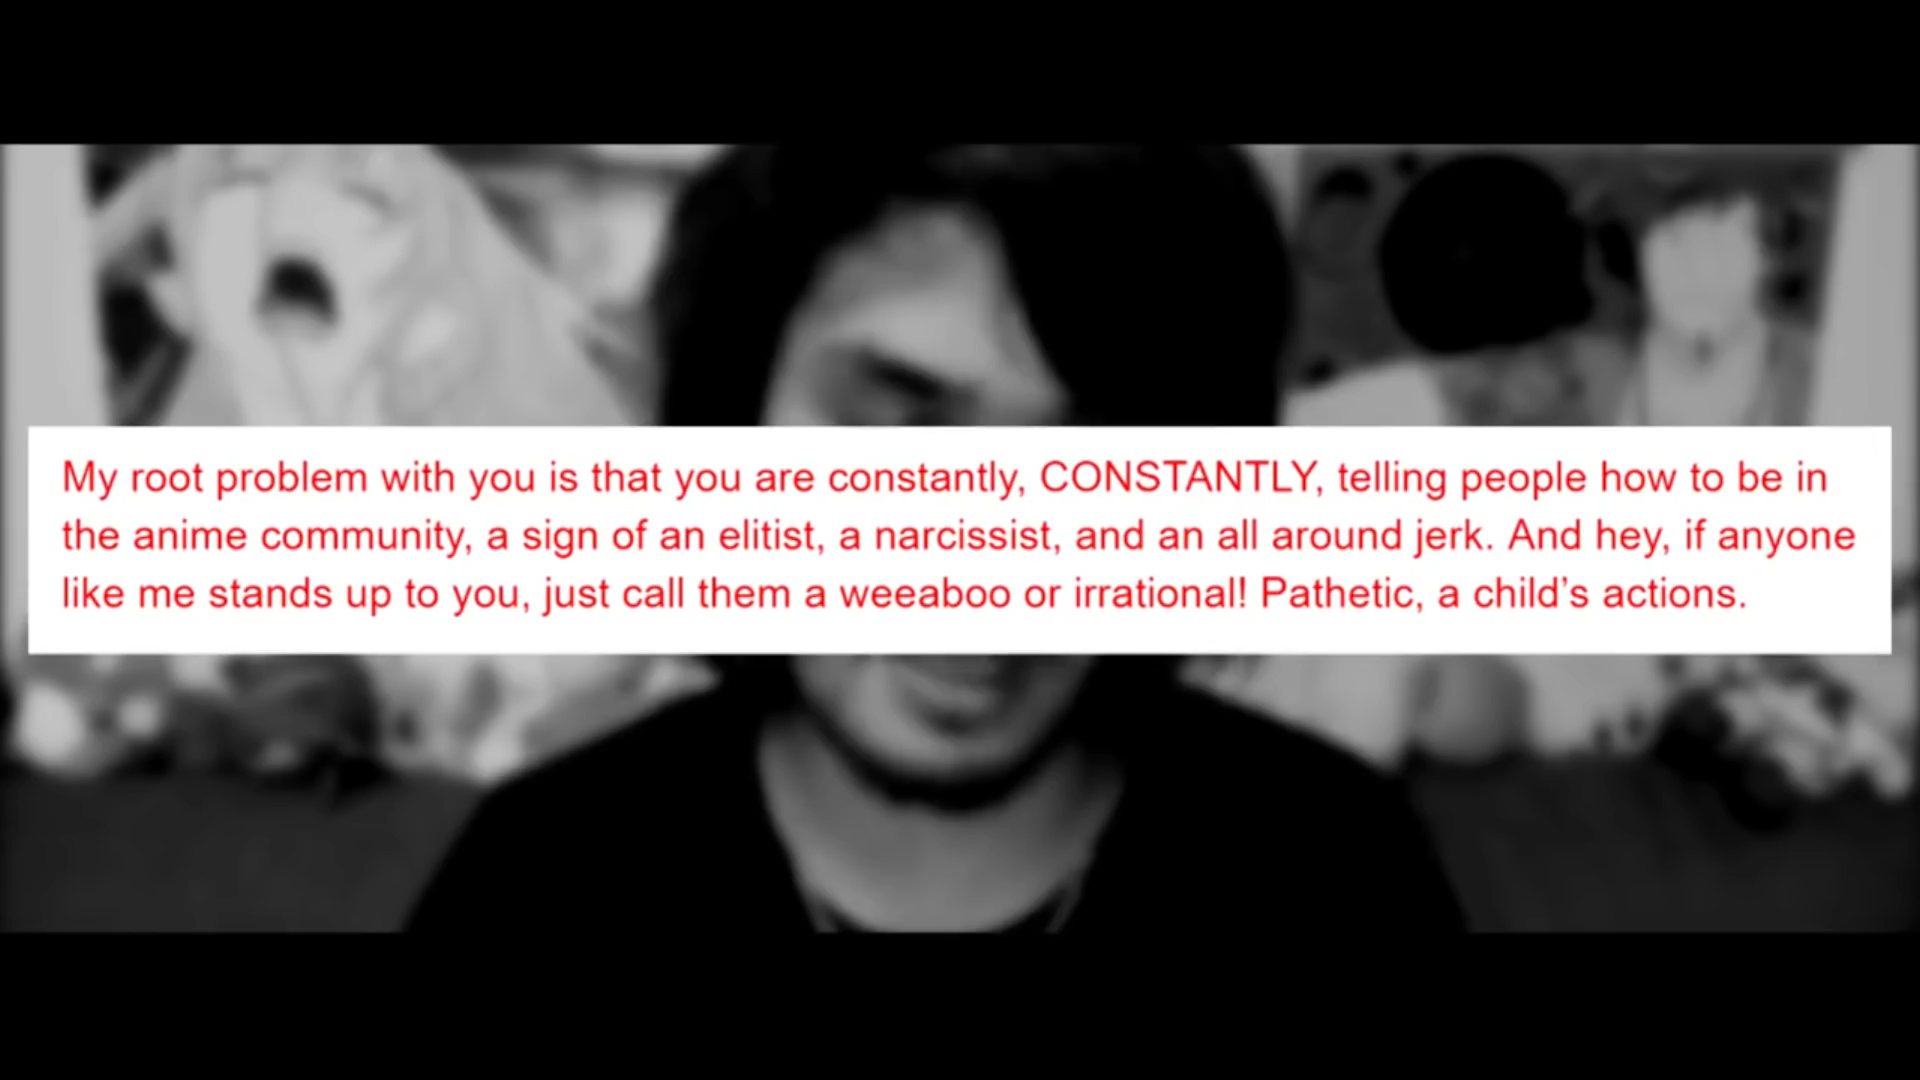 My root problem with you is that you are constantly, CONSTANTLY, telling people how to be in
the anime community, a sign of an elitist, a narcissist, and an all around jerk. And hey, if anyone
like me stands up to you, just call them a weeaboo or irrational! Pathetic, a child’s actions.